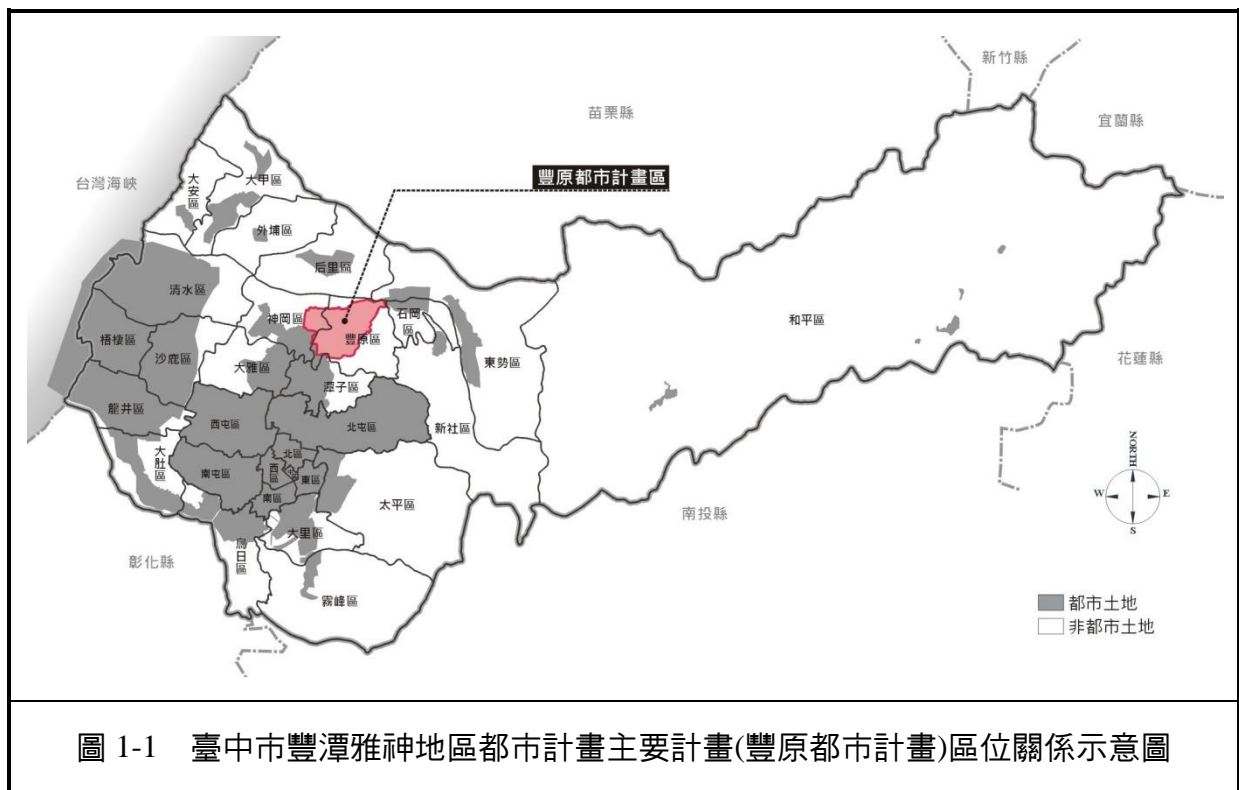 新竹縣
苗栗縣
宜蘭縣
豐原都市計畫區
台灣海峽
大安區
大甲區
外埔區
后里區
清水區
神岡區
石岡區
和平區
梧棲區
沙鹿區
豐原區
東勢區
花蓮縣
大雅區
潭子區
龍井區
西屯區
北屯區
新社區
大肚區
北區
西區
東區
南屯區
南區
太平區
大里區
烏日區
南投縣
彰化縣
霧峰區
NORTH
W
E
S
都市土地
非都市土地
圖 1-1 臺中市豐潭雅神地區都市計畫主要計畫(豐原都市計畫)區位關係示意圖